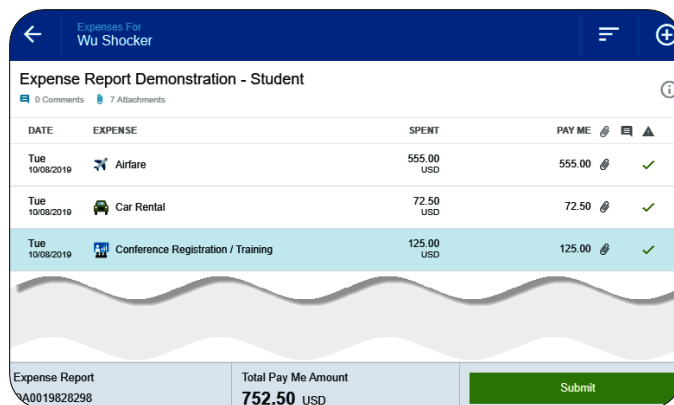 Expenses For
Wu Shocker
Expense Report Demonstration - Student
0 Comments 7 Attachments
DATE EXPENSE SPENT PAY ME
Tue
10/08/2019
Airfare
555.00
USD
555.00
Tue
10/08/2019
Car Rental
72.50
USD
72.50
Tue
10/08/2019
Conference Registration / Training
125.00
USD
125.00
Expense Report
OA0019828298
Total Pay Me Amount
752.50 USD
Submit